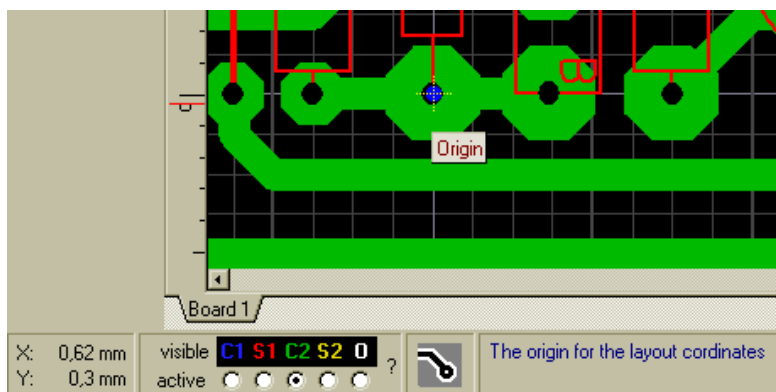 B
Origin
Board 1
X: 0,62 mm
Y: 0,3 mm
visible C1 S1 C2 S2 O ?
active
The origin for the layout cordinates